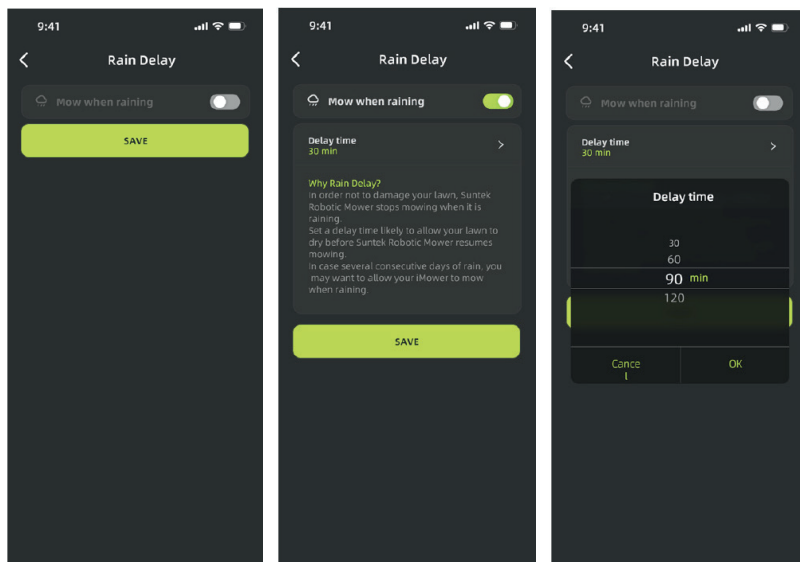 9:41
Rain Delay
Mow when raining
SAVE
9:41
Rain Delay
Mow when raining
Delay time
30 min
Why Rain Delay?
In order not to damage your lawn, Suntek
Robotic Mower stops mowing when it is
raining.
Set a delay time likely to allow your lawn to
dry before Suntek Robotic Mower resumes
mowing.
In case several consecutive days of rain, you
may want to allow your iMower to mow
when raining.
SAVE
9:41
Rain Delay
Mow when raining
Delay time
30 min
Delay time
30
60
90 min
120
Cance
l
OK